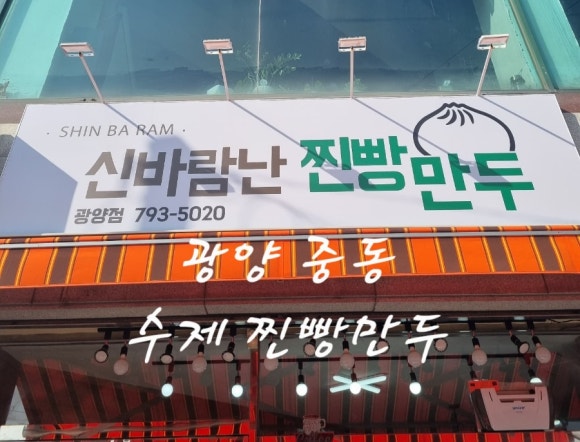 · SHIN BA RAM ·
신바람난 찐빵만두
광양점 793-5020
광양 중동
수제 찐빵만두